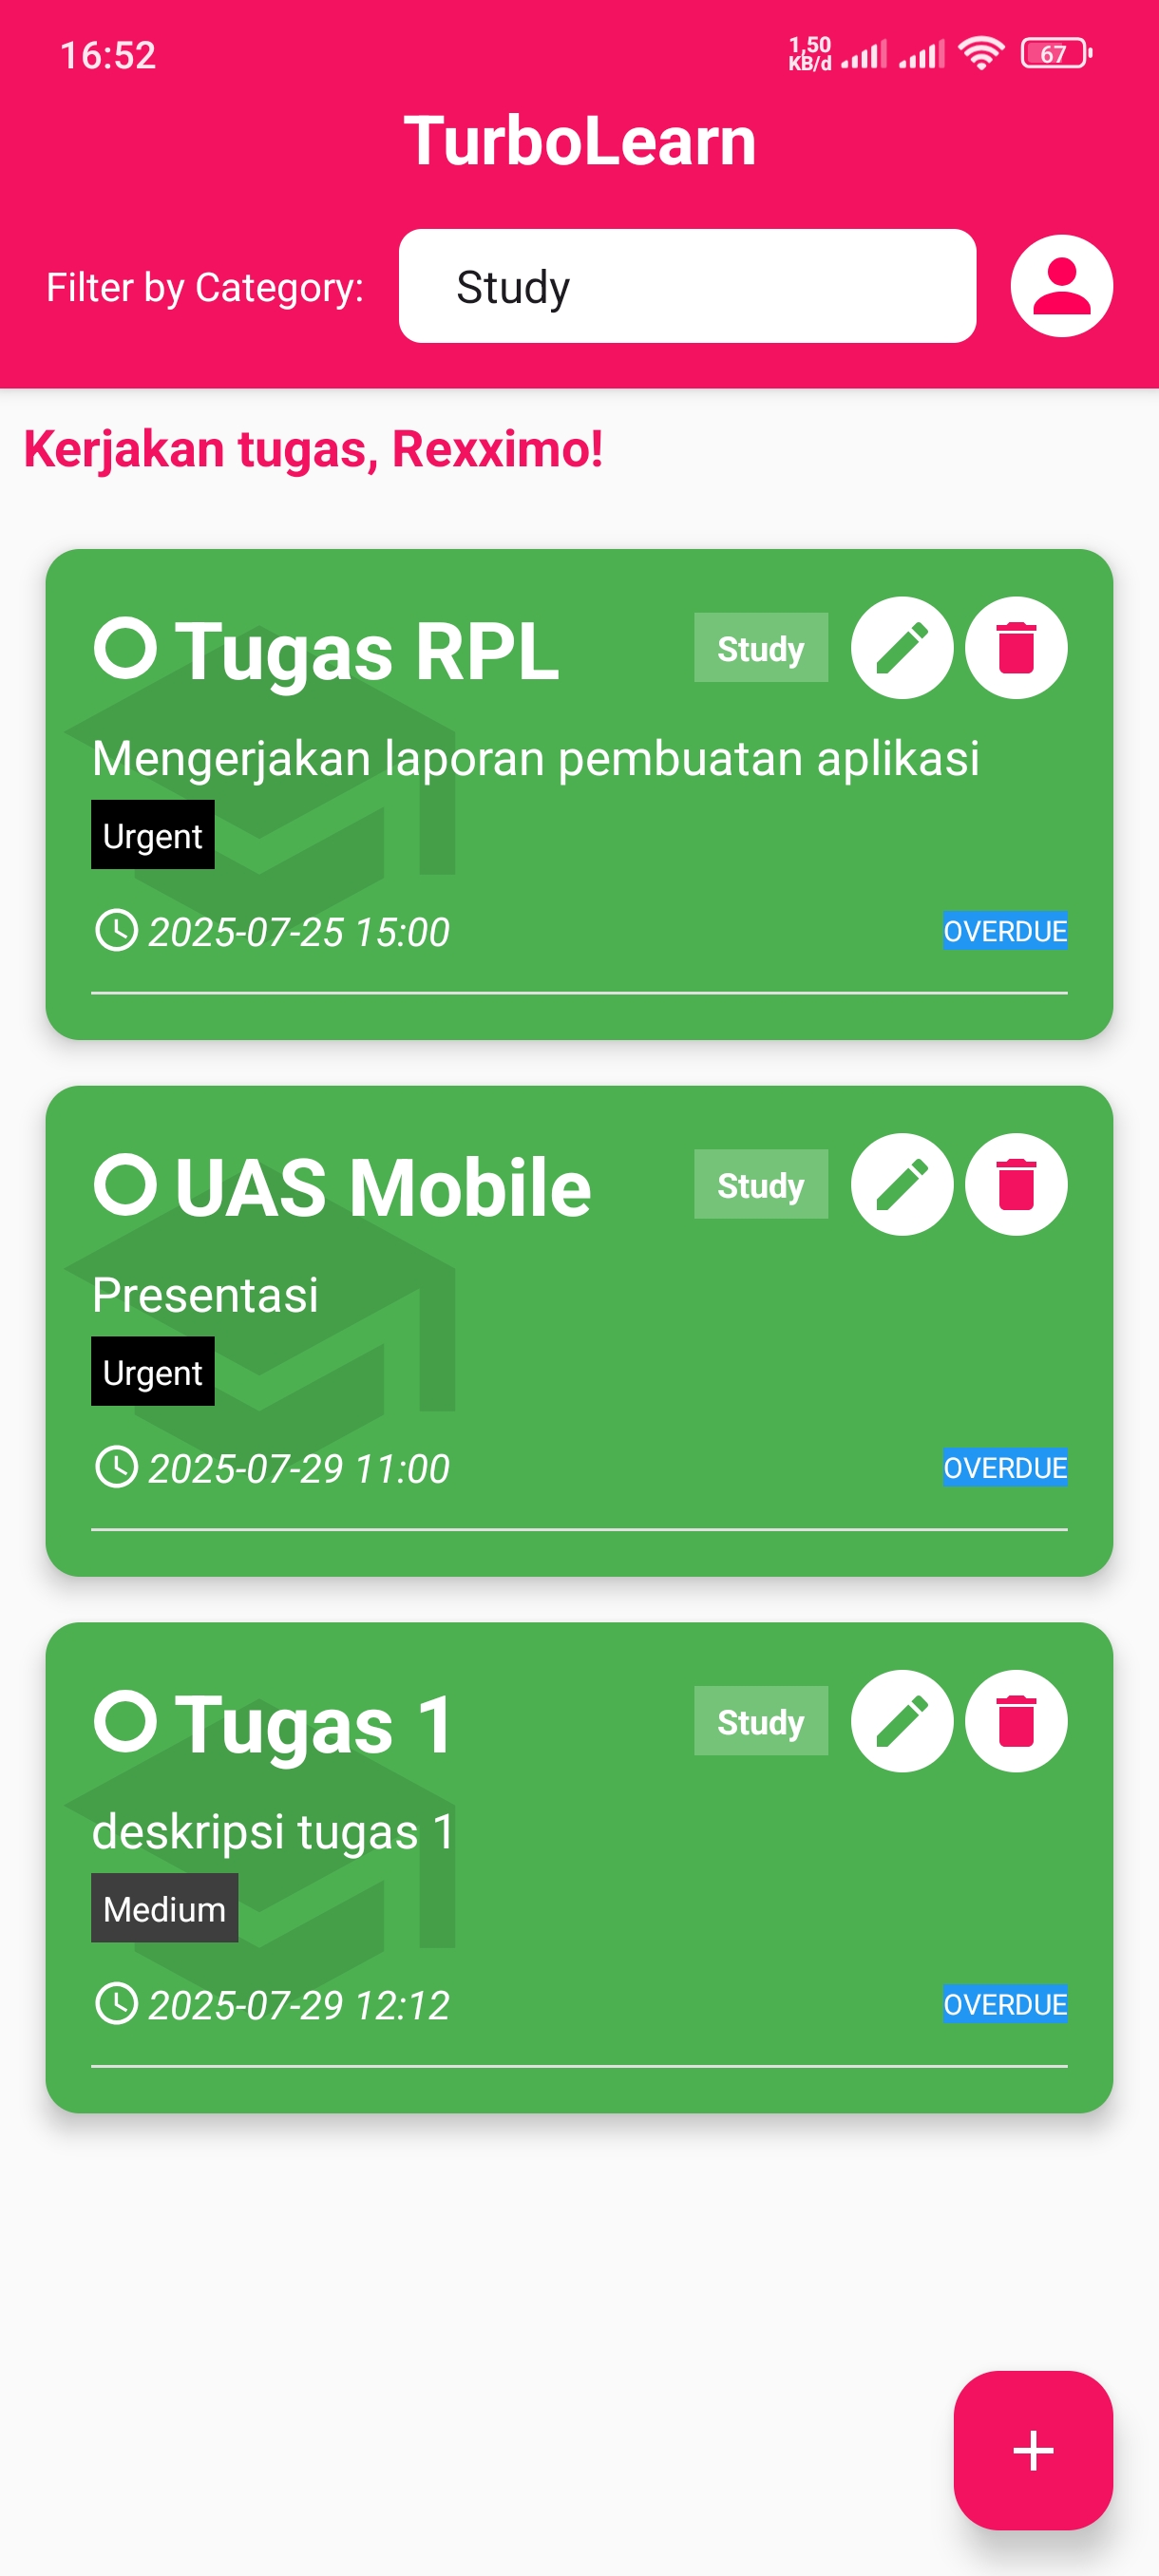 16:52
1,50
KB/d
67
TurboLearn
Filter by Category:
Study
Kerjakan tugas, Rexximo!
Tugas RPL
Study
Mengerjakan laporan pembuatan aplikasi
Urgent
2025-07-25 15:00
OVERDUE
UAS Mobile
Study
Presentasi
Urgent
2025-07-29 11:00
OVERDUE
Tugas 1
Study
deskripsi tugas 1
Medium
2025-07-29 12:12
OVERDUE
+